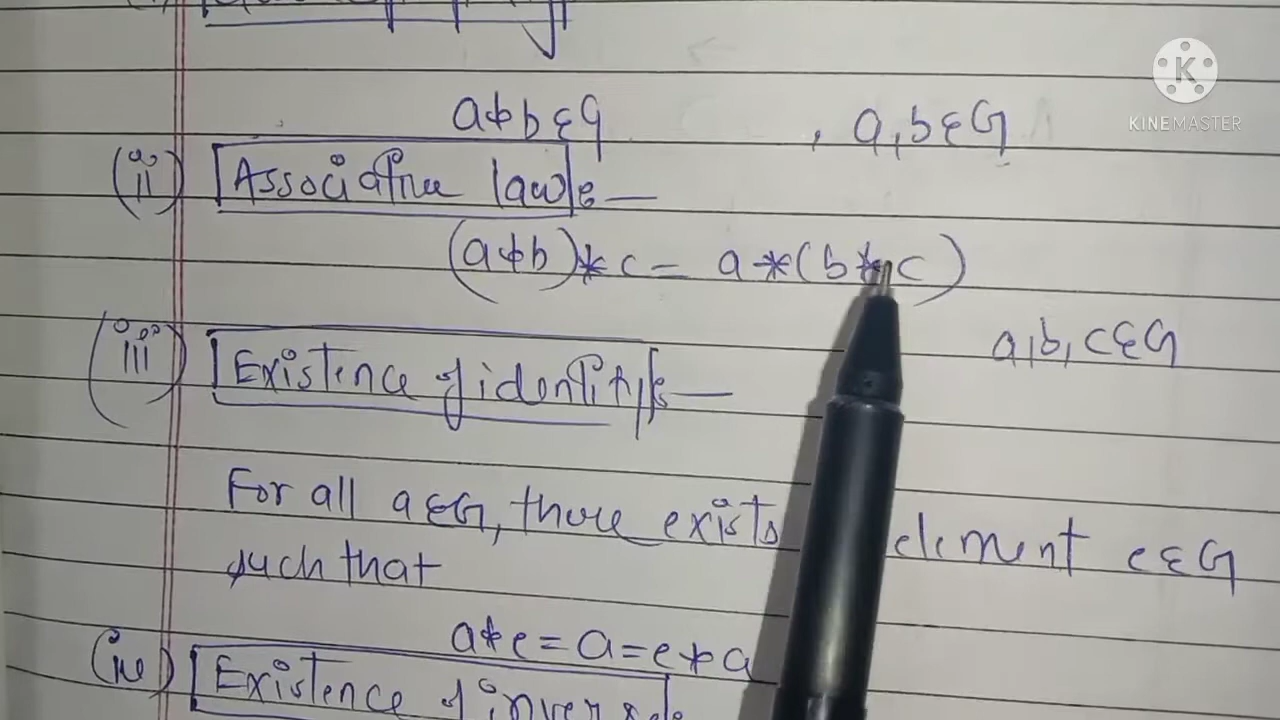 a*b∈G , a,b∈G
(ii) Associative law:—
(a*b)*c = a*(b*c)
a,b,c∈G
(iii) Existence of identity:—
For all a∈G, there exists element e∈G
such that
a*e = a = e*a
(iv) Existence of inverse:—
K
KINEMASTER